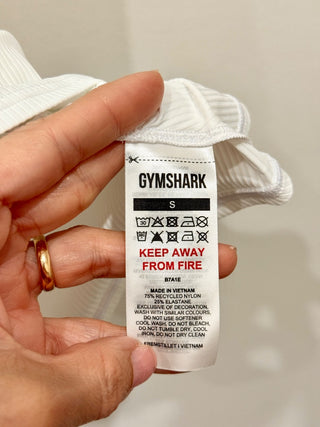 GYMSHARK
S
KEEP AWAY
FROM FIRE
B7A1E
MADE IN VIETNAM
75% RECYCLED NYLON
25% ELASTANE
EXCLUSIVE OF DECORATION.
WASH WITH SIMILAR COLOURS,
DO NOT USE SOFTENER
COOL WASH, DO NOT BLEACH,
DO NOT TUMBLE DRY, COOL
IRON, DO NOT DRY CLEAN
FREMSTILLET I VIETNAM